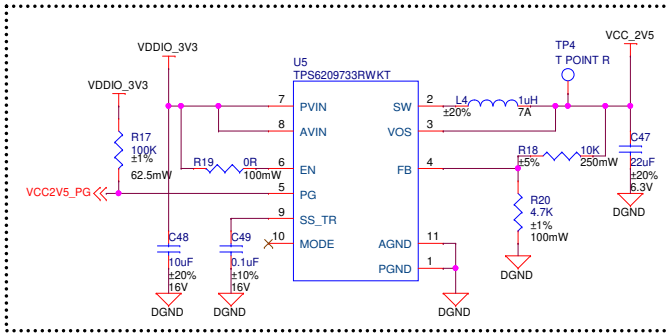 VDDIO_3V3
VDDIO_3V3
R17
100K
±1%
62.5mW
VCC2V5_PG
C48
10uF
±20%
16V
DGND
C49
0.1uF
±10%
16V
DGND
R19
0R
100mW
U5
TPS6209733RWKT
7 PVIN
8 AVIN
6 EN
5 PG
9 SS_TR
10 MODE
SW 2
VOS 3
FB 4
AGND 11
PGND 1
L4
±20%
1uH
7A
TP4
T POINT R
VCC_2V5
R18
±5%
10K
250mW
R20
4.7K
±1%
100mW
DGND
C47
22uF
±20%
6.3V
DGND
DGND